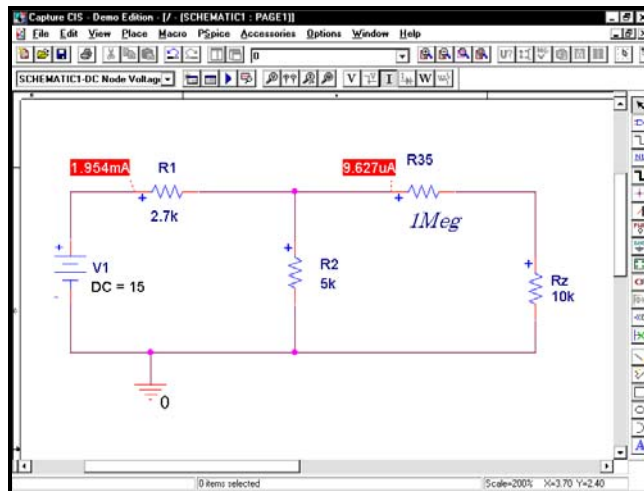 Capture CIS - Demo Edition - [/ - (SCHEMATIC1 : PAGE1)]
File Edit View Place Macro PSpice Accessories Options Window Help
0
SCHEMATIC1-DC Node Voltag
V I W
1.954mA
R1
9.627uA
R35
2.7k
1Meg
V1
DC = 15
R2
5k
Rz
10k
0
0 items selected
Scale=200% X=3.70 Y=2.40